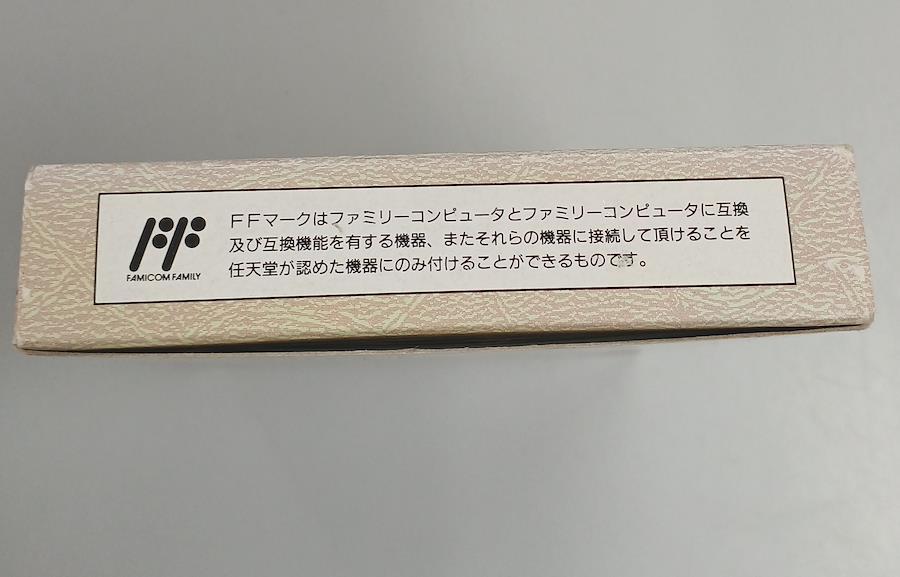 FFマークはファミリーコンピュータとファミリーコンピュータに互換
及び互換機能を有する機器、またそれらの機器に接続して頂けることを
任天堂が認めた機器にのみ付けることができるものです。
FF
FAMICOM FAMILY